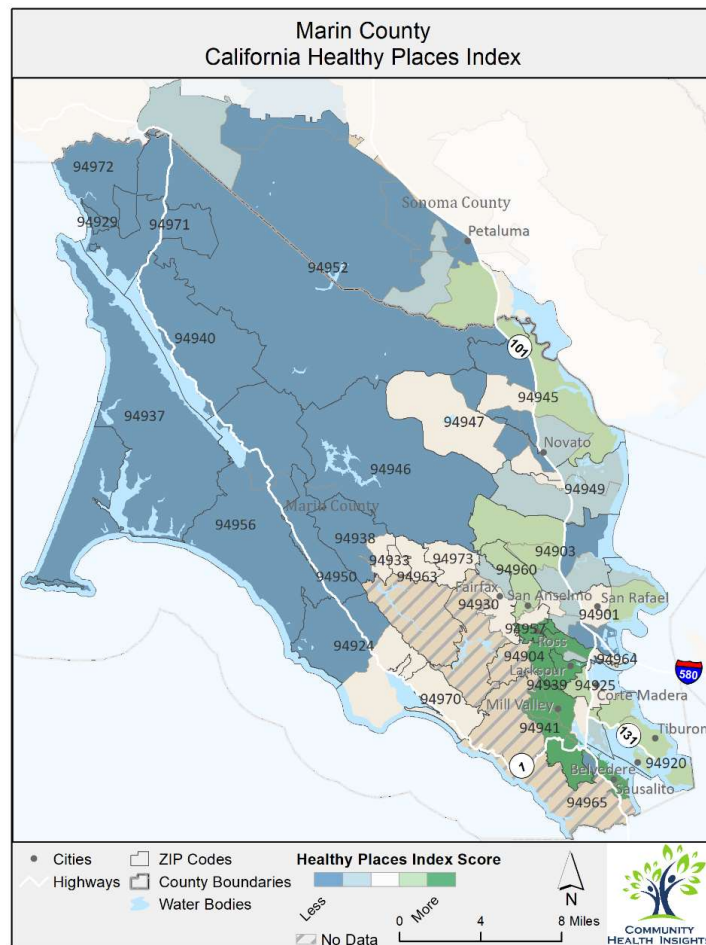 Marin County
California Healthy Places Index
94972
94929
94971
Sonoma County
Petaluma
94952
94940
101
94945
94937
94947
Novato
94946
94949
Marin County
94956
94903
94938
94933
94973
94960
94963
94950
Fairfax
San Anselmo
San Rafael
94930
94901
94957
Ross
94924
94904
94964
Larkspur
580
94939
94925
Corte Madera
94970
Mill Valley
94941
131
Tiburon
1
94920
Belvedere
Sausalito
94965
Cities
ZIP Codes
Healthy Places Index Score
Highways
County Boundaries
Water Bodies
Less
More
N
0 4 8 Miles
No Data
COMMUNITY
HEALTH INSIGHTS